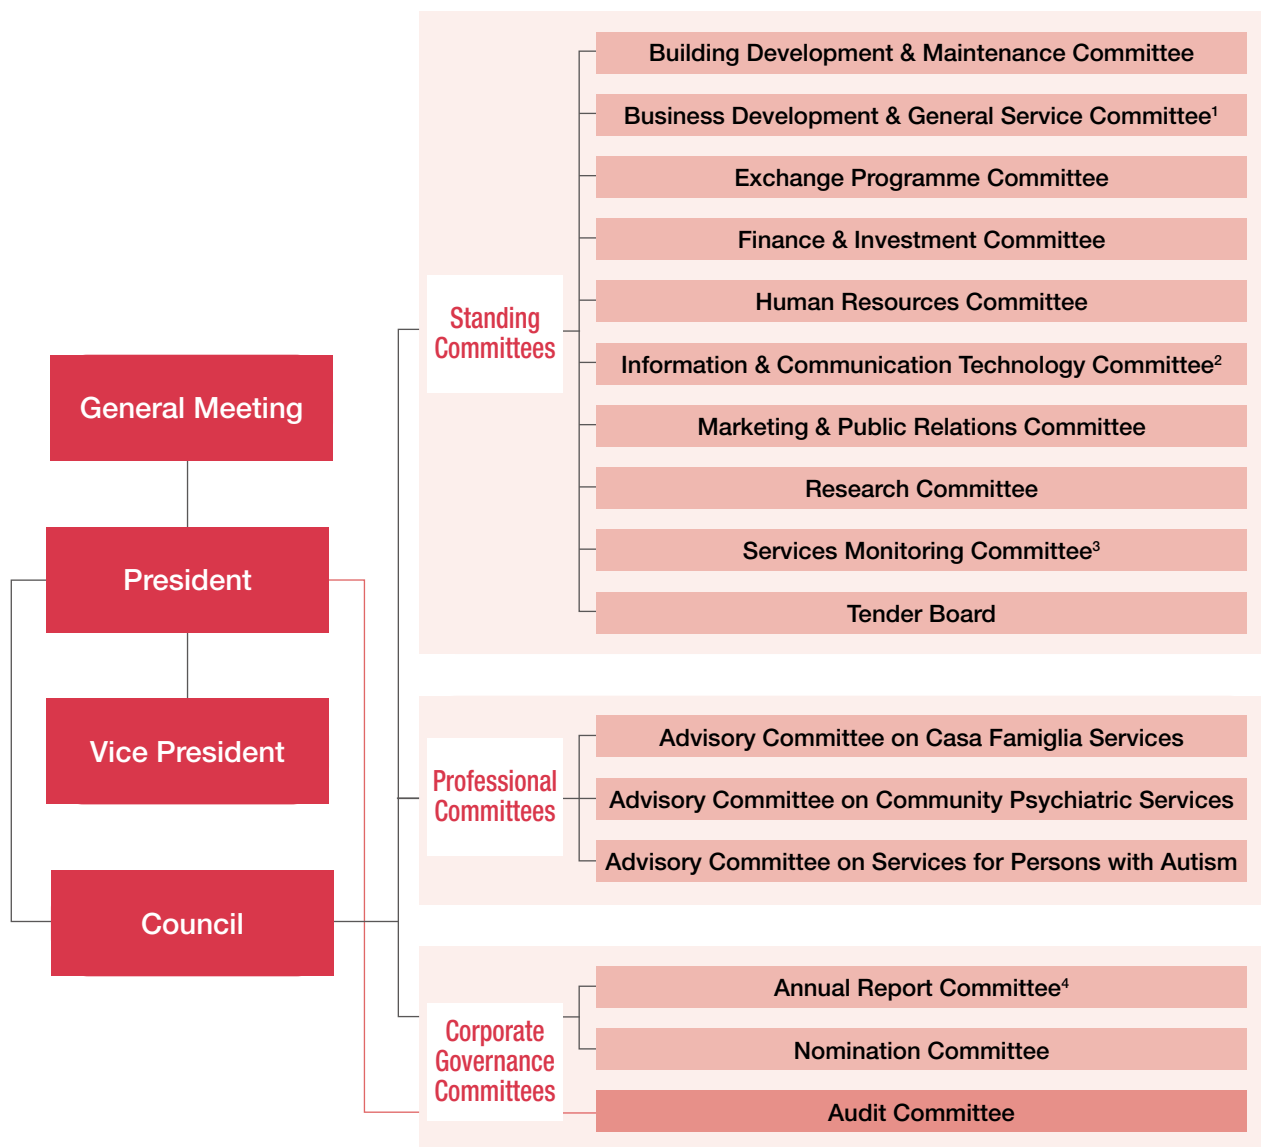 General Meeting
President
Vice President
Council
Standing
Committees
Building Development & Maintenance Committee
Business Development & General Service Committee¹
Exchange Programme Committee
Finance & Investment Committee
Human Resources Committee
Information & Communication Technology Committee²
Marketing & Public Relations Committee
Research Committee
Services Monitoring Committee³
Tender Board
Professional
Committees
Advisory Committee on Casa Famiglia Services
Advisory Committee on Community Psychiatric Services
Advisory Committee on Services for Persons with Autism
Corporate
Governance
Committees
Annual Report Committee⁴
Nomination Committee
Audit Committee